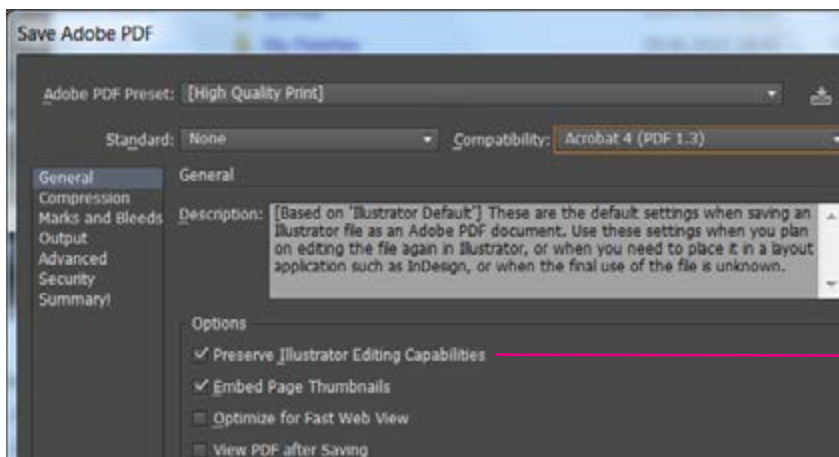 Save Adobe PDF
Adobe PDF Preset: [High Quality Print]
Standard: None Compatibility: Acrobat 4 (PDF 1.3)
General
Compression
Marks and Bleeds
Output
Advanced
Security
Summary!
General
Description: [Based on 'Illustrator Default'] These are the default settings when saving an
Illustrator file as an Adobe PDF document. Use these settings when you plan
on editing the file again in Illustrator, or when you need to place it in a layout
application such as InDesign, or when the final use of the file is unknown.
Options
Preserve Illustrator Editing Capabilities
Embed Page Thumbnails
Optimize for Fast Web View
View PDF after Saving